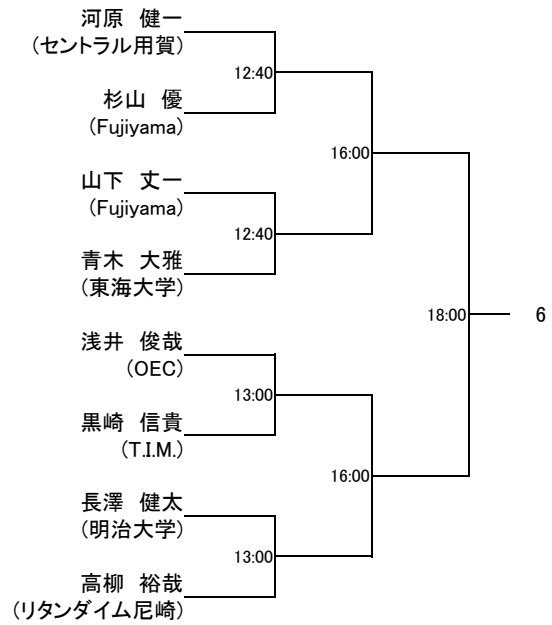 河原　健一
(セントラル用賀)
12:40
杉山　優
(Fujiyama)
16:00
山下　丈一
(Fujiyama)
12:40
青木　大雅
(東海大学)
18:00
6
浅井　俊哉
(OEC)
13:00
黒崎　信貴
(T.I.M.)
16:00
長澤　健太
(明治大学)
13:00
高柳　裕哉
(リタンダイム尼崎)